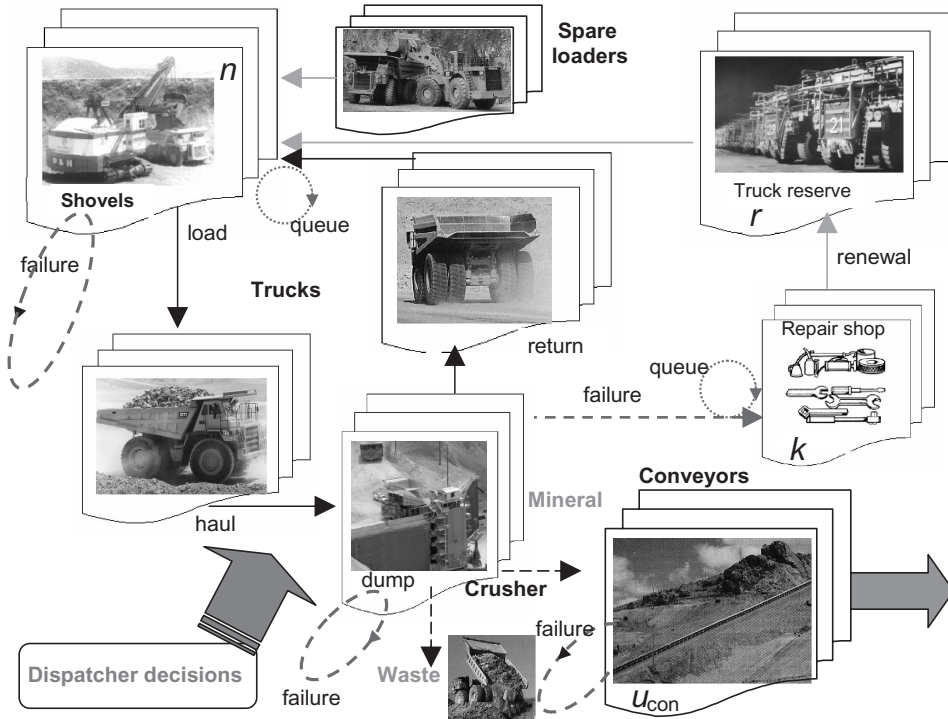 Spare
loaders
n
P & H
Shovels
21
Truck reserve
r
queue
load
failure
renewal
Trucks
return
Repair shop
queue
failure
k
Mineral
Conveyors
haul
dump
Crusher
failure
Dispatcher decisions
Waste
failure
u con